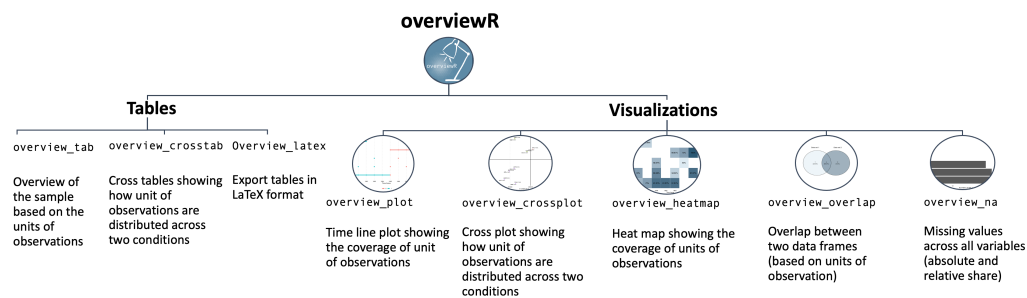 overviewR
overviewR
Tables
Visualizations
overview_tab
overview_crosstab
Overview_latex
Overview of
the sample
based on the
units of
observations
Cross tables showing
how unit of
observations are
distributed across
two conditions
Export tables in
LaTeX format
overview_plot
overview_crossplot
overview_heatmap
overview_overlap
overview_na
Time line plot showing
the coverage of unit
of observations
Cross plot showing
how unit of
observations are
distributed across two
conditions
Heat map showing the
coverage of units of
observations
Overlap between
two data frames
(based on units of
observation)
Missing values
across all variables
(absolute and
relative share)